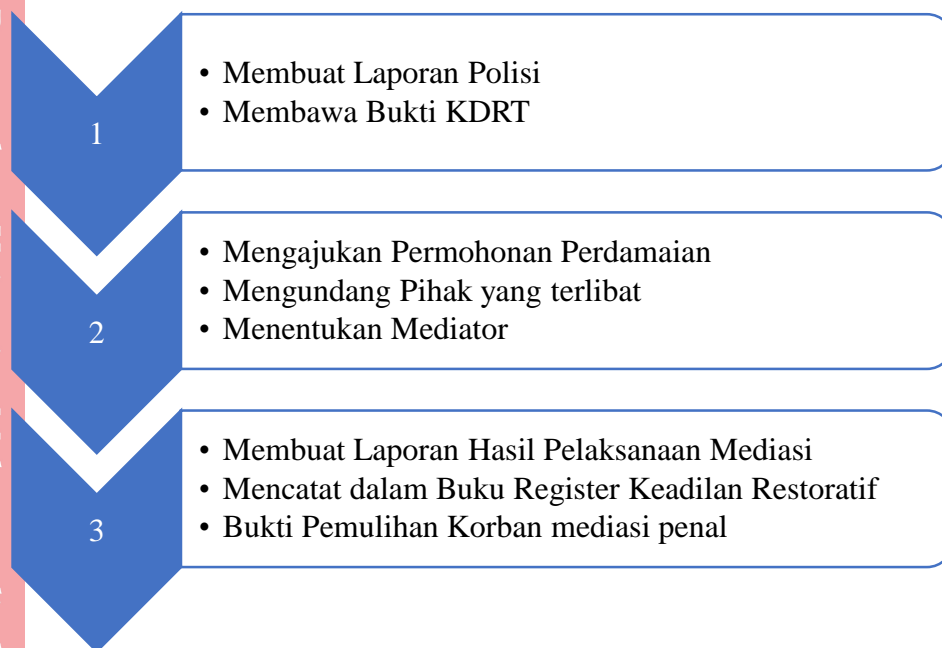 1
• Membuat Laporan Polisi
• Membawa Bukti KDRT
2
• Mengajukan Permohonan Perdamaian
• Mengundang Pihak yang terlibat
• Menentukan Mediator
3
• Membuat Laporan Hasil Pelaksanaan Mediasi
• Mencatat dalam Buku Register Keadilan Restoratif
• Bukti Pemulihan Korban mediasi penal